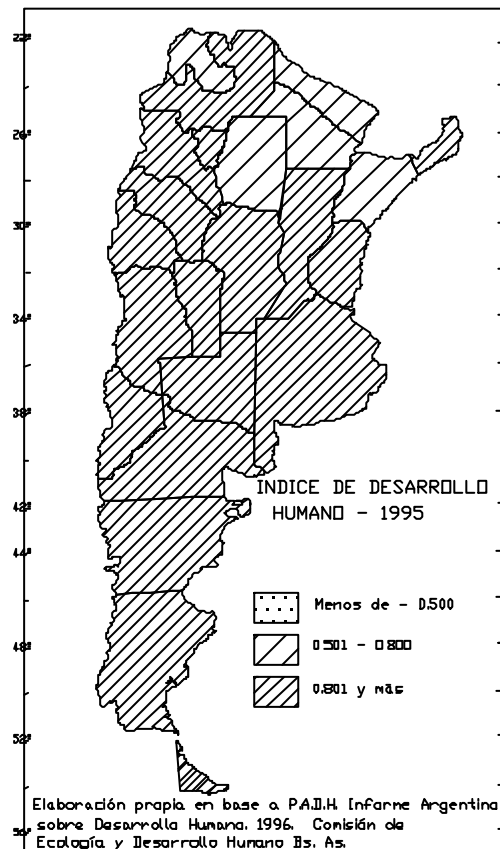 22°
26°
30°
34°
38°
42°
44°
48°
52°
56°
INDICE DE DESARROLLO
HUMANO - 1995
Menos de - 0.500
0.501 - 0.800
0.801 y más
Elaboración propia en base a P.A.D.H. Informe Argentina
sobre Desarrollo Humano. 1996. Comisión de
Ecología y Desarrollo Humano Bs. As.